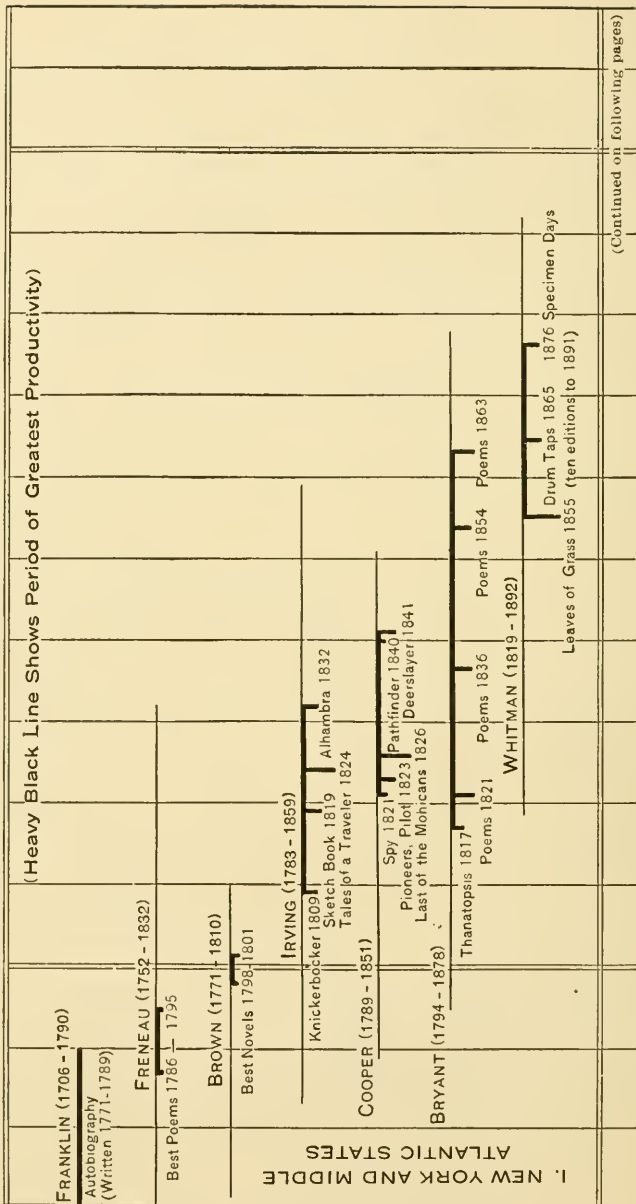 (Heavy Black Line Shows Period of Greatest Productivity)
FRANKLIN (1706 - 1790)
Autobiography
(Written 1771-1789)
FRENEAU (1752 - 1832)
Best Poems 1786 — 1795
BROWN (1771 - 1810)
Best Novels 1798-1801
IRVING (1783 - 1859)
Knickerbocker 1809
Sketch Book 1819
Tales of a Traveler 1824
Alhambra 1832
COOPER (1789 - 1851)
Spy 1821
Pioneers, Pilot 1823
Last of the Mohicans 1826
Pathfinder 1840
Deerslayer 1841
BRYANT (1794 - 1878)
Thanatopsis 1817
Poems 1821
Poems 1836
Poems 1854
Poems 1863
WHITMAN (1819 - 1892)
Leaves of Grass 1855 (ten editions to 1891)
Drum Taps 1865
1876 Specimen Days
I. NEW YORK AND MIDDLE
ATLANTIC STATES
(Continued on following pages)